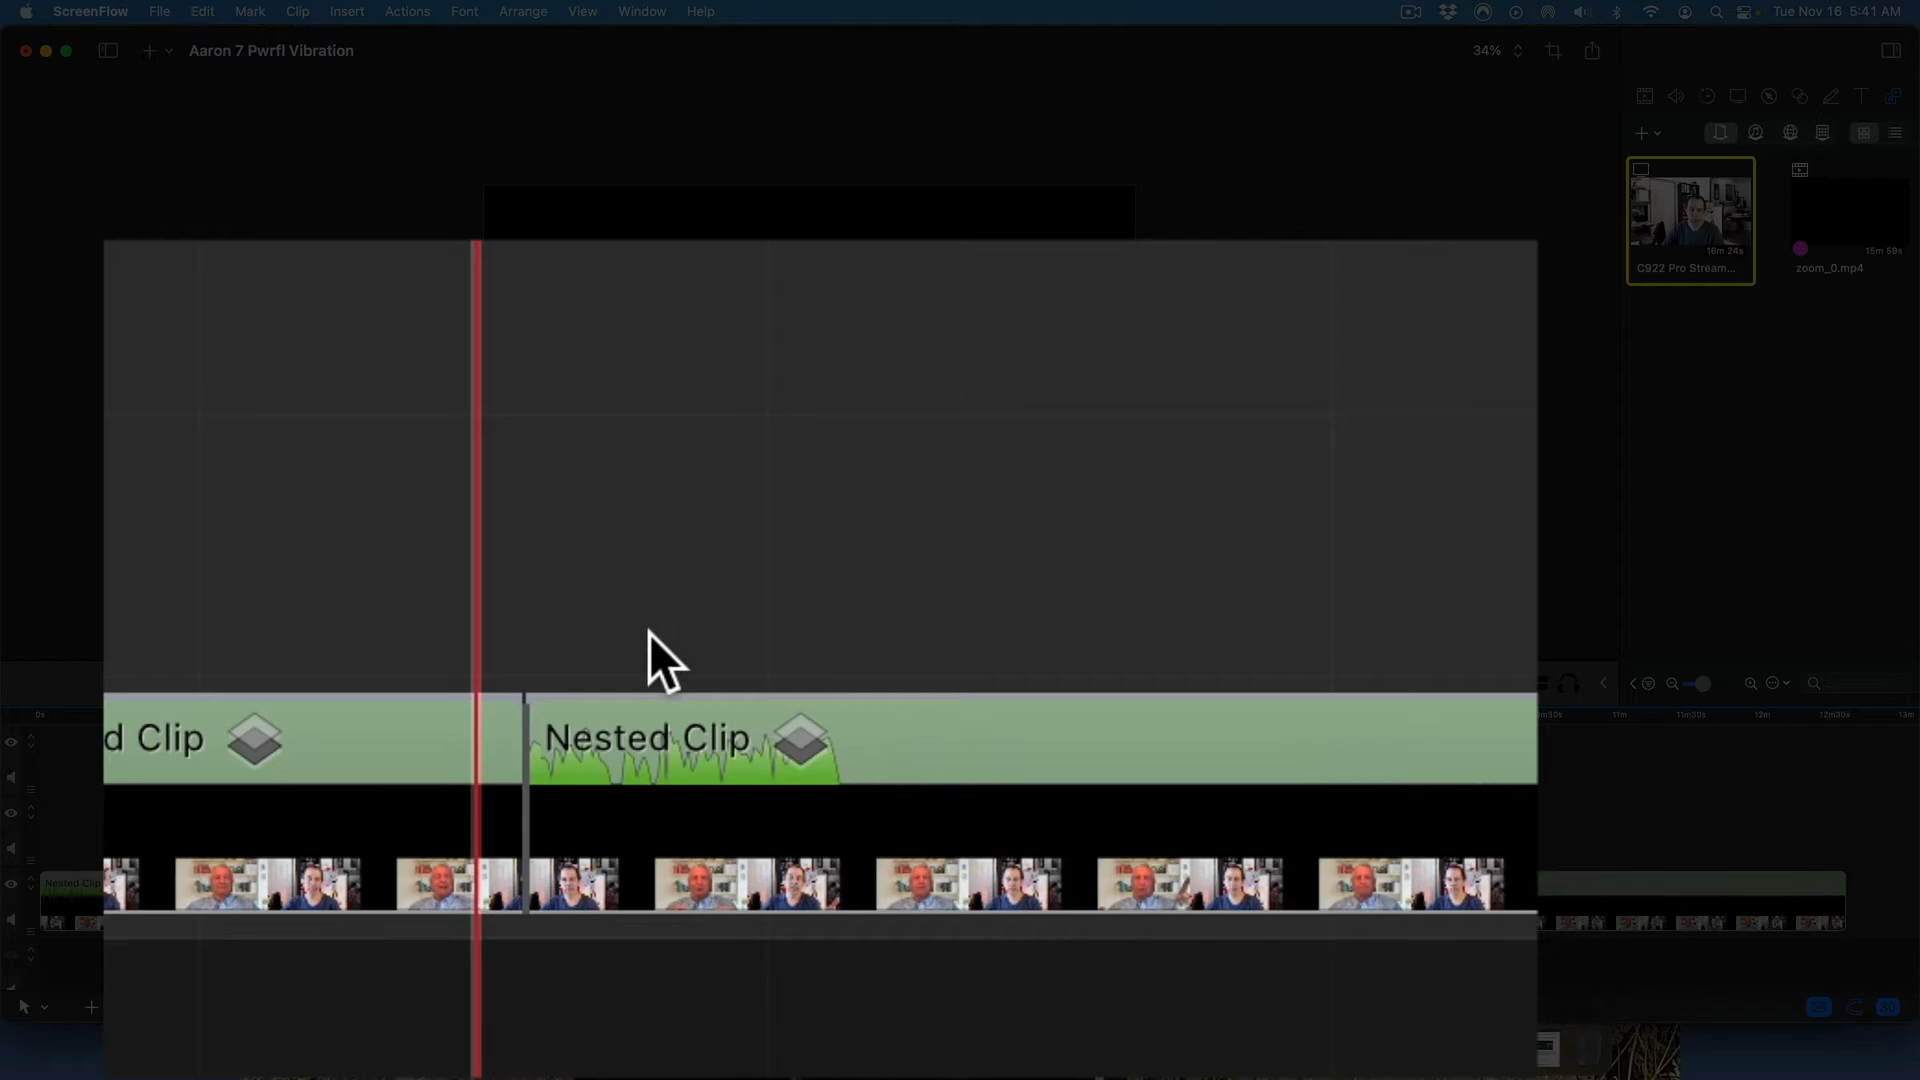 ScreenFlow File Edit Mark Clip Insert Actions Font Arrange View Window Help Tue Nov 16 5:41 AM
Aaron 7 Pwrfl Vibration 34%
16m 24s 15m 59s
C922 Pro Stream... zoom_0.mp4
0s 11m 11m30s 12m 12m30s 13m
d Clip Nested Clip
Nested Clip
30